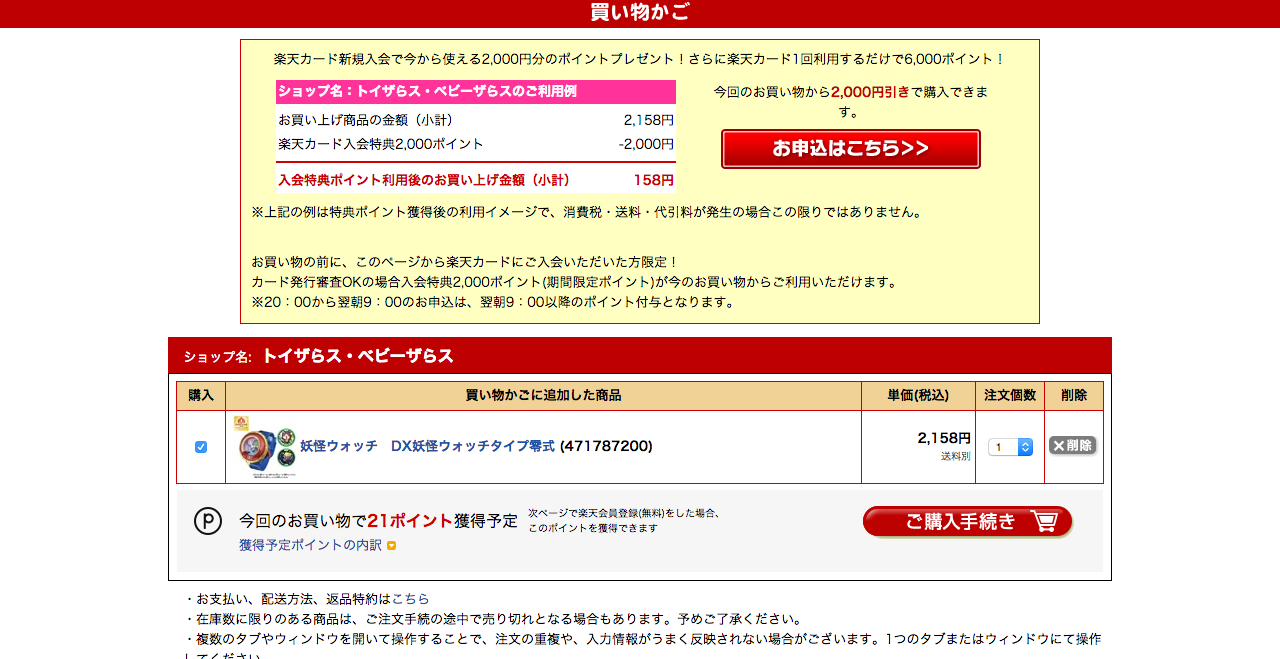 買い物かご
楽天カード新規入会で今から使える2,000円分のポイントプレゼント！さらに楽天カード1回利用するだけで6,000ポイント！
ショップ名：トイザらス・ベビーザらスのご利用例
お買い上げ商品の金額（小計） 2,158円
楽天カード入会特典2,000ポイント -2,000円
入会特典ポイント利用後のお買い上げ金額（小計） 158円
今回のお買い物から2,000円引きで購入できま
す。
お申込はこちら>>
※上記の例は特典ポイント獲得後の利用イメージで、消費税・送料・代引料が発生の場合この限りではありません。
お買い物の前に、このページから楽天カードにご入会いただいた方限定！
カード発行審査OKの場合入会特典2,000ポイント(期間限定ポイント)が今のお買い物からご利用いただけます。
※20：00から翌朝9：00のお申込は、翌朝9：00以降のポイント付与となります。
ショップ名: トイザらス・ベビーザらス
購入 買い物かごに追加した商品 単価(税込) 注文個数 削除
妖怪ウォッチ　DX妖怪ウォッチタイプ零式 (471787200) 2,158円 1 削除
送料別
今回のお買い物で21ポイント獲得予定
獲得予定ポイントの内訳
次ページで楽天会員登録(無料)をした場合、
このポイントを獲得できます
ご購入手続き
・お支払い、配送方法、返品特約はこちら
・在庫数に限りのある商品は、ご注文手続の途中で売り切れとなる場合もあります。予めご了承ください。
・複数のタブやウィンドウを開いて操作することで、注文の重複や、入力情報がうまく反映されない場合がございます。1つのタブまたはウィンドウにて操作
してください。